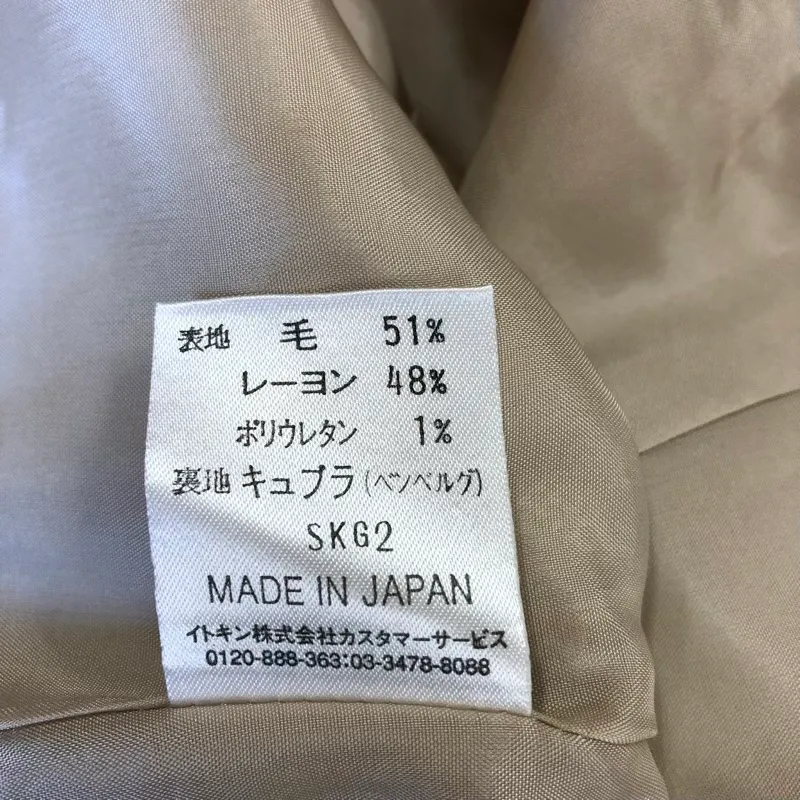 表地 毛 51%
レーヨン 48%
ポリウレタン 1%
裏地 キュプラ(ベンベルグ)
SKG2
MADE IN JAPAN
イトキン株式会社カスタマーサービス
0120-888-363:03-3478-8088